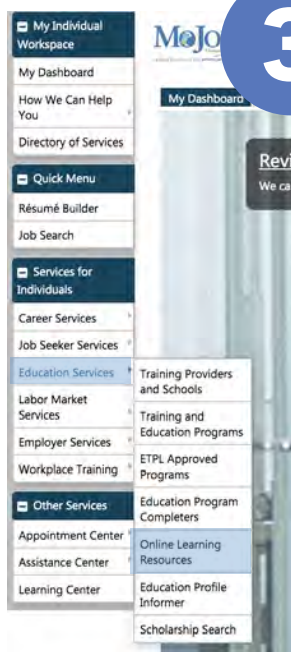 My Individual
Workspace
My Dashboard
How We Can Help
You
Directory of Services
Quick Menu
Résumé Builder
Job Search
Services for
Individuals
Career Services
Job Seeker Services
Education Services
Labor Market
Services
Employer Services
Workplace Training
Other Services
Appointment Center
Assistance Center
Learning Center
Training Providers
and Schools
Training and
Education Programs
ETPL Approved
Programs
Education Program
Completers
Online Learning
Resources
Education Profile
Informer
Scholarship Search
MoJo
3
My Dashboard
Revi
We ca